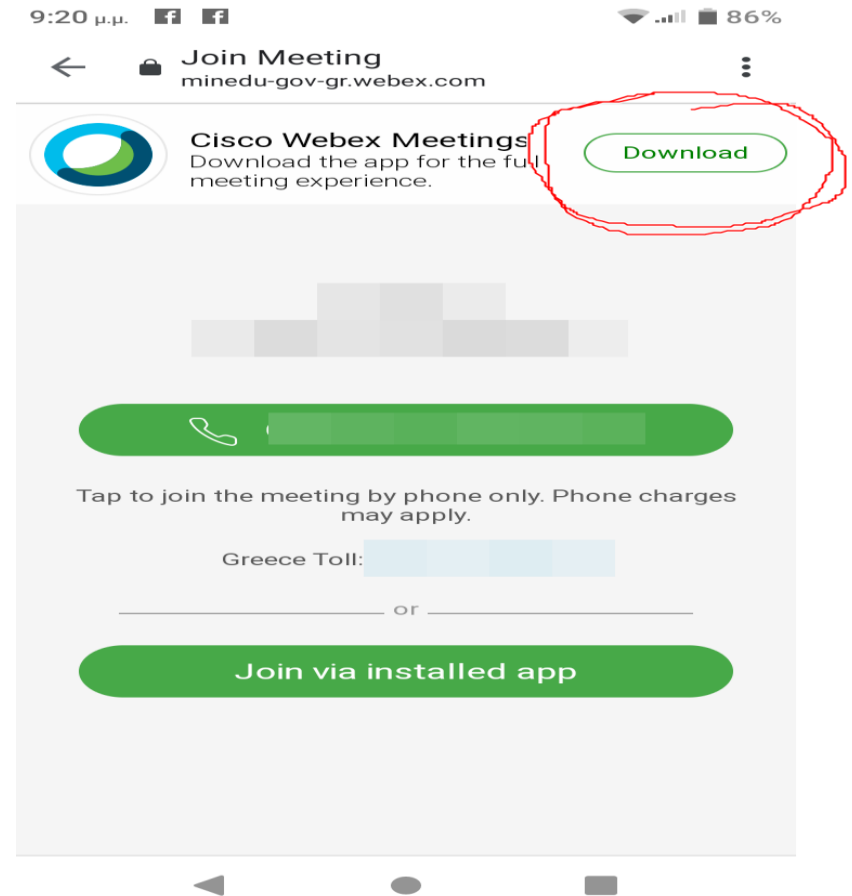 9:20 μ.μ. f f 86%
Join Meeting
minedu-gov-gr.webex.com
Cisco Webex Meetings
Download the app for the full
meeting experience.
Download
Tap to join the meeting by phone only. Phone charges
may apply.
Greece Toll:
or
Join via installed app